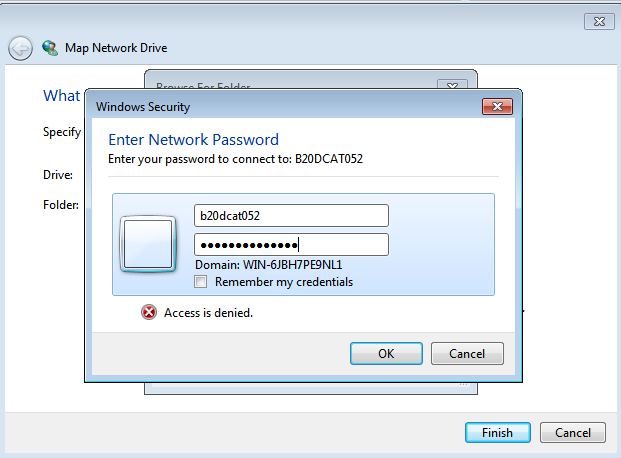 Map Network Drive
Browse For Folder
What
Windows Security
Enter Network Password
Enter your password to connect to: B20DCAT052
Specify
Drive:
Folder:
b20dcat052
●●●●●●●●●●●●●●
Domain: WIN-6JBH7PE9NL1
Remember my credentials
Access is denied.
OK Cancel
Finish Cancel